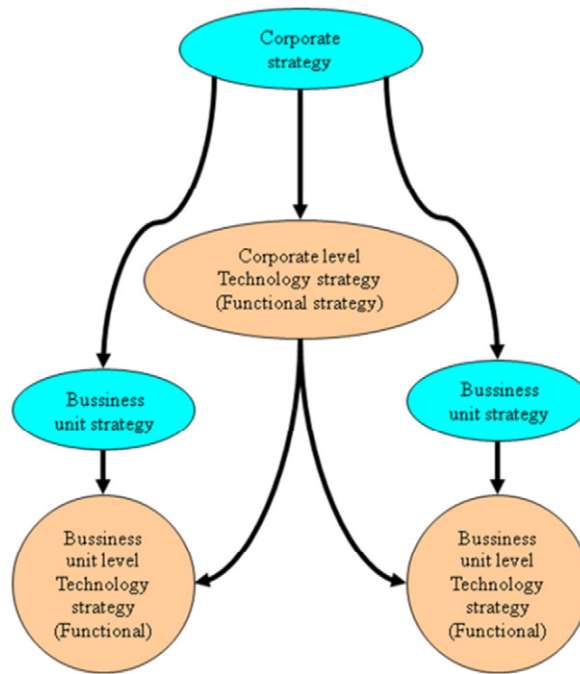 Corporate
strategy
Corporate level
Technology strategy
(Functional strategy)
Bussiness
unit strategy
Bussiness
unit strategy
Bussiness
unit level
Technology
strategy
(Functional)
Bussiness
unit level
Technology
strategy
(Functional)